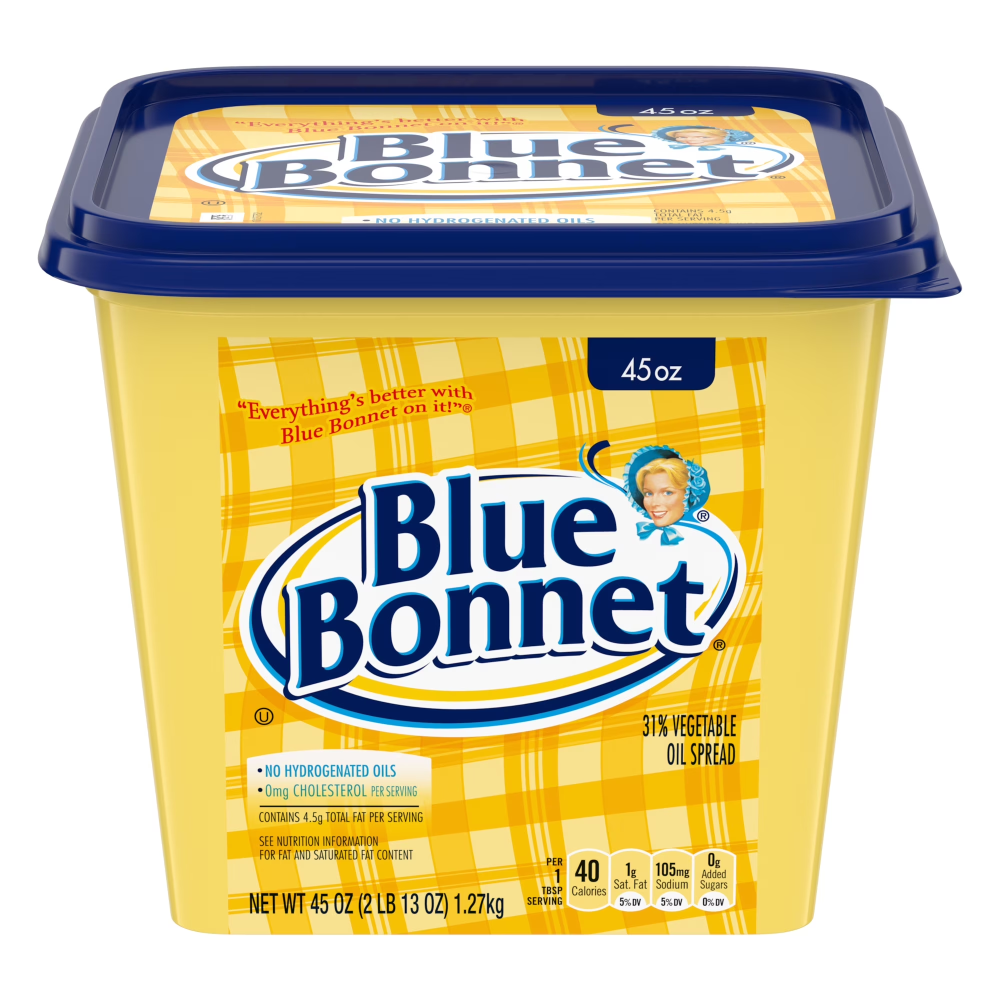 45 oz
“Everything's better with
Blue Bonnet on it!”®
Blue
®
Bonnet
®
U
• NO HYDROGENATED OILS
CONTAINS 4.5g
TOTAL FAT
PER SERVING
45 oz
“Everything's better with
Blue Bonnet on it!”®
Blue
®
Bonnet
®
U
31% VEGETABLE
OIL SPREAD
• NO HYDROGENATED OILS
• 0mg CHOLESTEROL PER SERVING
CONTAINS 4.5g TOTAL FAT PER SERVING
SEE NUTRITION INFORMATION
FOR FAT AND SATURATED FAT CONTENT
NET WT 45 OZ (2 LB 13 OZ) 1.27kg
PER
1
TBSP
SERVING
40
Calories
1g
Sat. Fat
5% DV
105mg
Sodium
5% DV
0g
Added
Sugars
0% DV